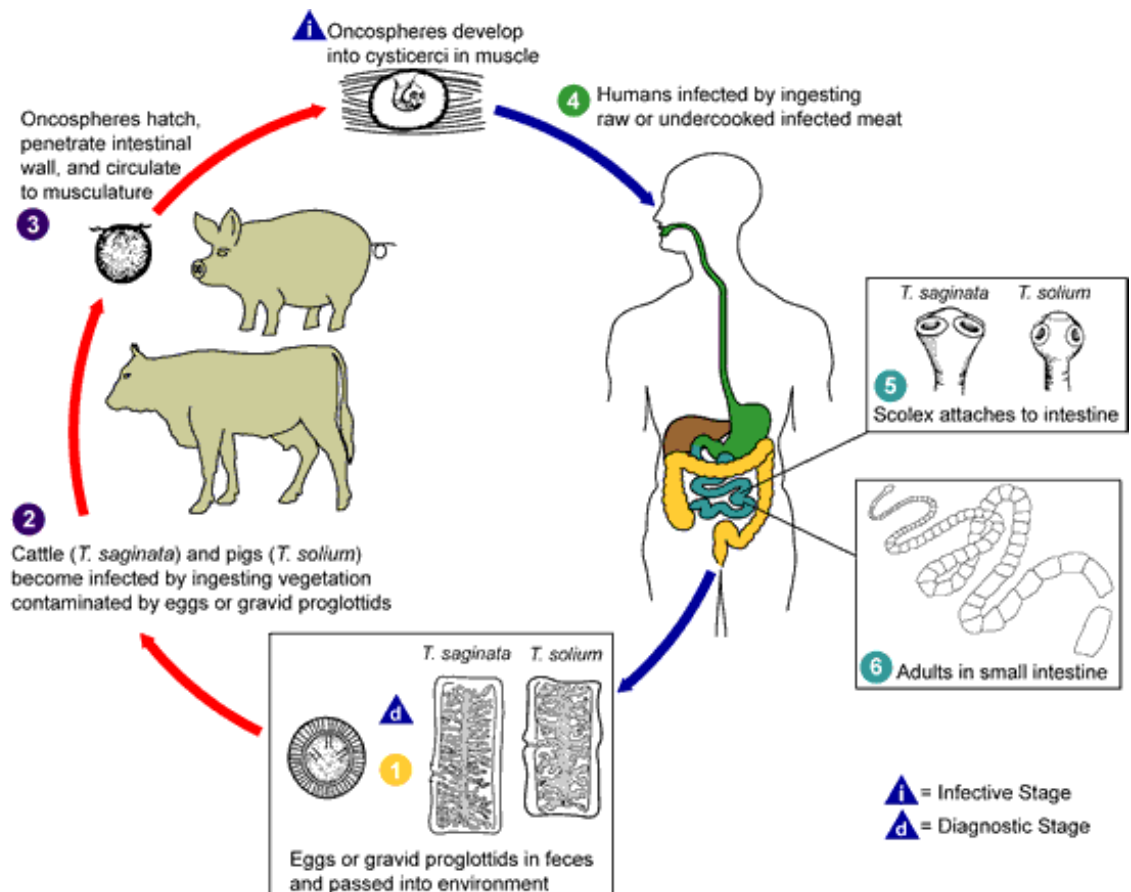 i Oncospheres develop
into cysticerci in muscle
4 Humans infected by ingesting
raw or undercooked infected meat
Oncospheres hatch,
penetrate intestinal
wall, and circulate
to musculature
3
T. saginata T. solium
5
Scolex attaches to intestine
2
Cattle (T. saginata) and pigs (T. solium)
become infected by ingesting vegetation
contaminated by eggs or gravid proglottids
6 Adults in small intestine
T. saginata T. solium
d
1
Eggs or gravid proglottids in feces
and passed into environment
i = Infective Stage
d = Diagnostic Stage